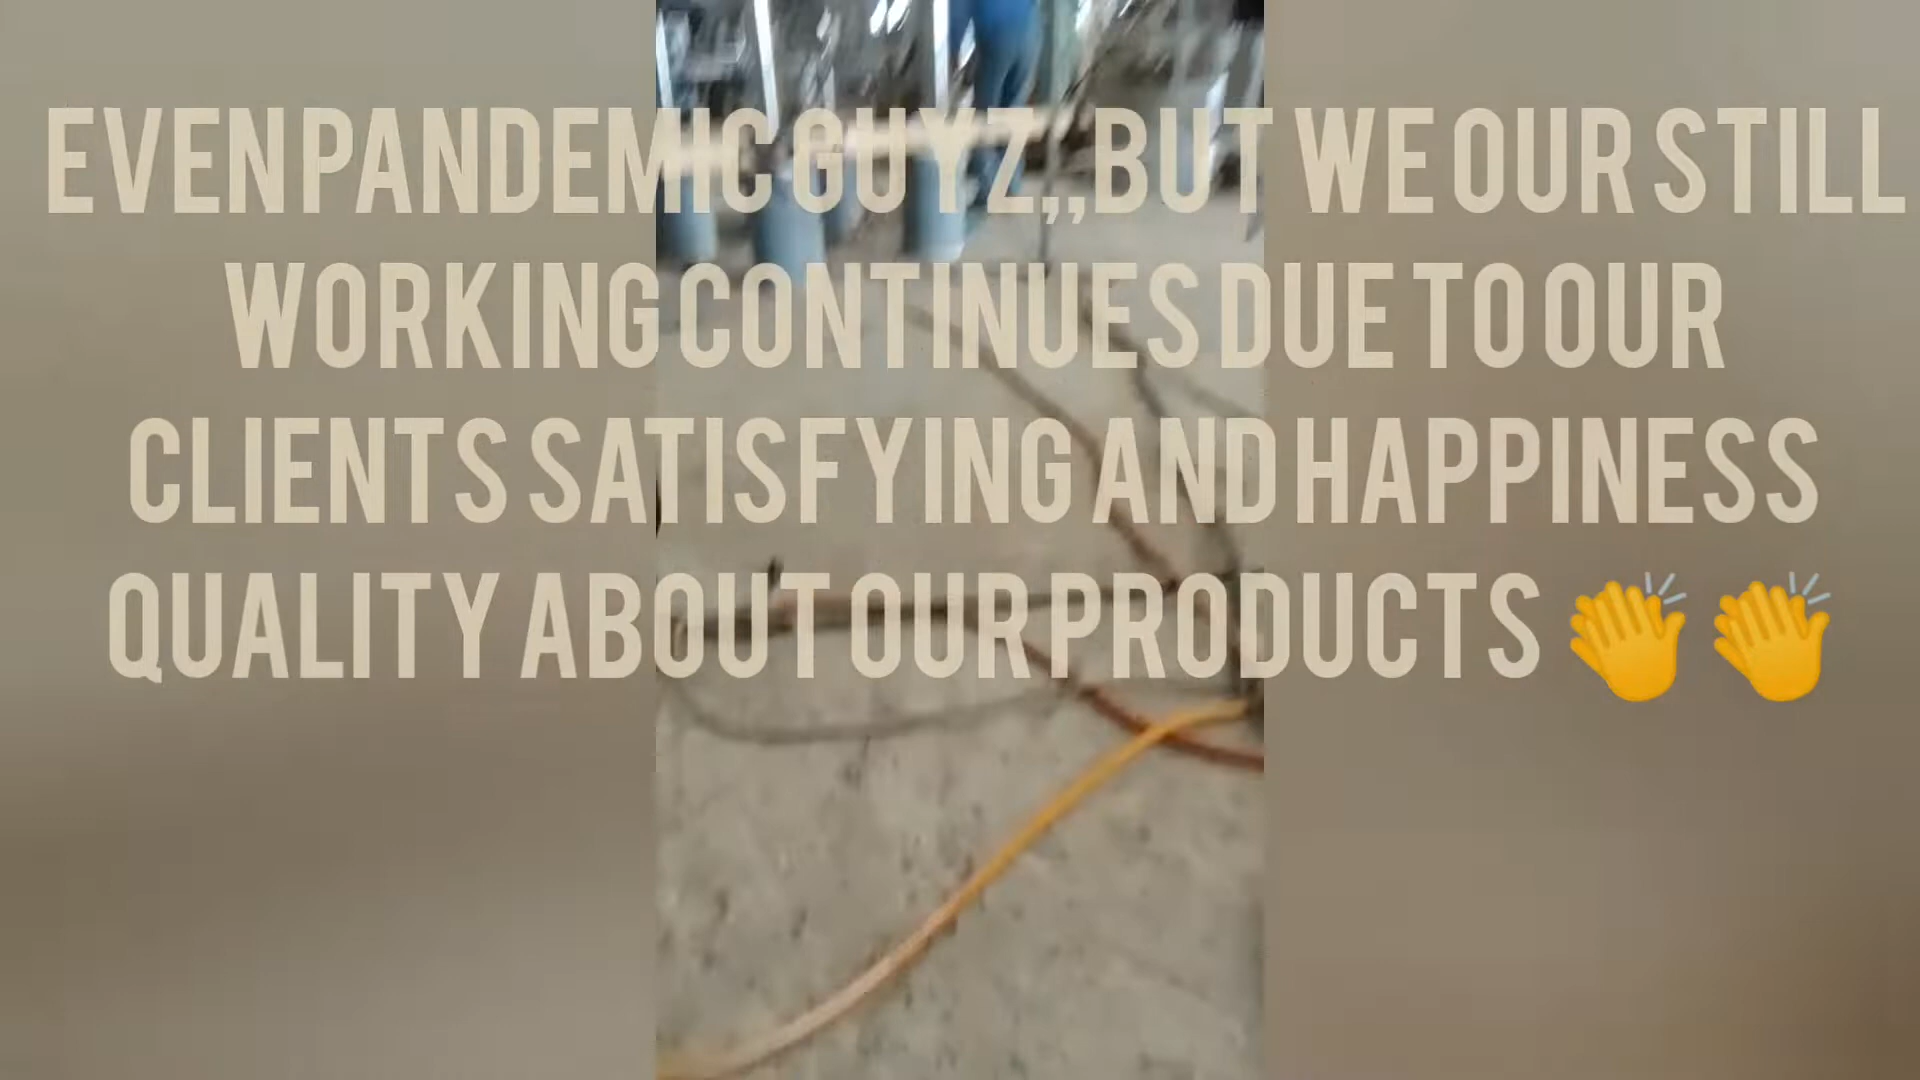 EVEN PANDEMIC GUYZ,,BUT WE OUR STILL
WORKING CONTINUES DUE TO OUR
CLIENTS SATISFYING AND HAPPINESS
QUALITY ABOUT OUR PRODUCTS 👏 👏